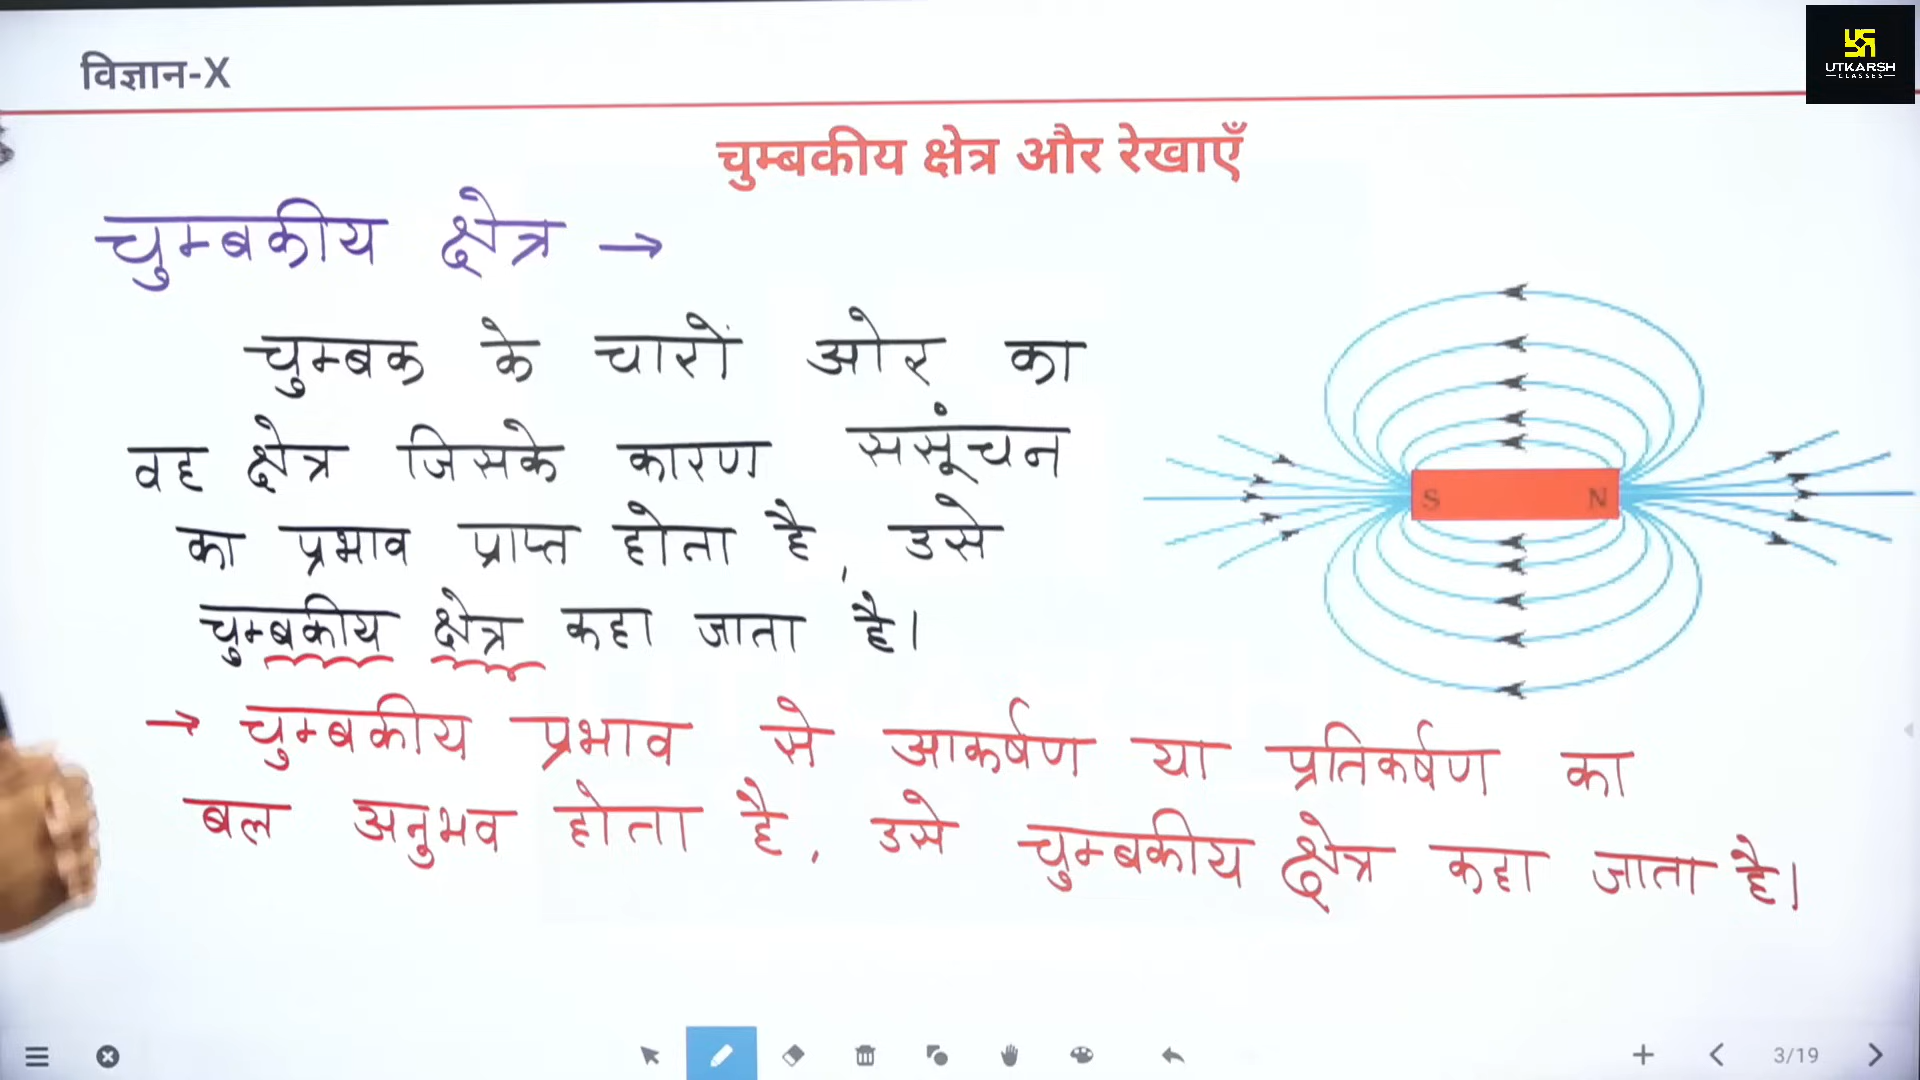 विज्ञान-X
UTKARSH
CLASSES
चुम्बकीय क्षेत्र और रेखाएँ
चुम्बकीय क्षेत्र →
चुम्बक के चारों ओर का
वह क्षेत्र जिसके कारण ससूंचन
का प्रभाव प्राप्त होता है, उसे
चुम्बकीय क्षेत्र कहा जाता है।
S N
→ चुम्बकीय प्रभाव से आकर्षण या प्रतिकर्षण का
बल अनुभव होता है, उसे चुम्बकीय क्षेत्र कहा जाता है।
3/19